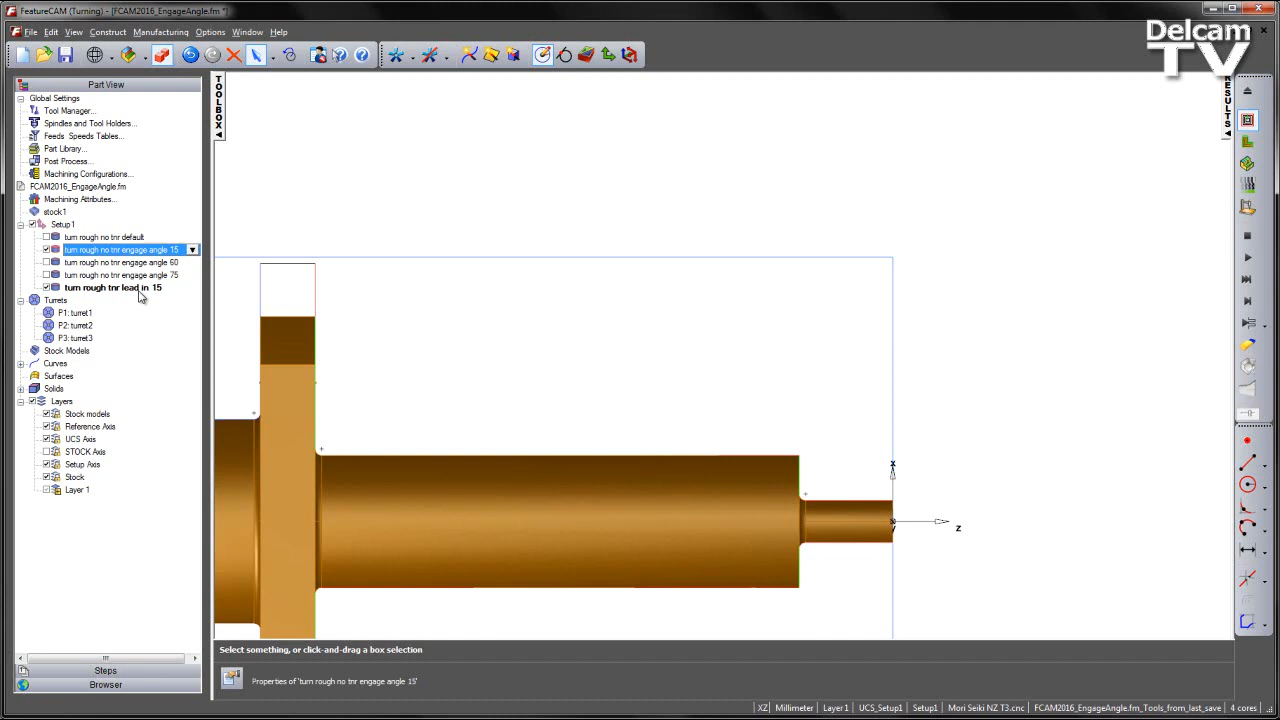 FeatureCAM (Turning) - [FCAM2016_EngageAngle.fm *]
File Edit View Construct Manufacturing Options Window Help
Delcam
TV
Part View
TOOLBOX
RESULTS
Global Settings
Tool Manager...
Spindles and Tool Holders...
Feeds Speeds Tables...
Part Library...
Post Process...
Machining Configurations...
FCAM2016_EngageAngle.fm
Machining Attributes...
stock1
Setup1
turn rough no tnr default
turn rough no tnr engage angle 15
turn rough no tnr engage angle 60
turn rough no tnr engage angle 75
turn rough tnr lead in 15
Turrets
P1: turret1
P2: turret2
P3: turret3
Stock Models
Curves
Surfaces
Solids
Layers
Stock models
Reference Axis
UCS Axis
STOCK Axis
Setup Axis
Stock
Layer 1
X
Y
Z
Steps
Browser
Select something, or click-and-drag a box selection
Properties of 'turn rough no tnr engage angle 15'
XZ Millimeter Layer 1 UCS_Setup1 Setup1 Mori Seiki NZ T3.cnc FCAM2016_EngageAngle.fm_Tools_from_last_save 4 cores